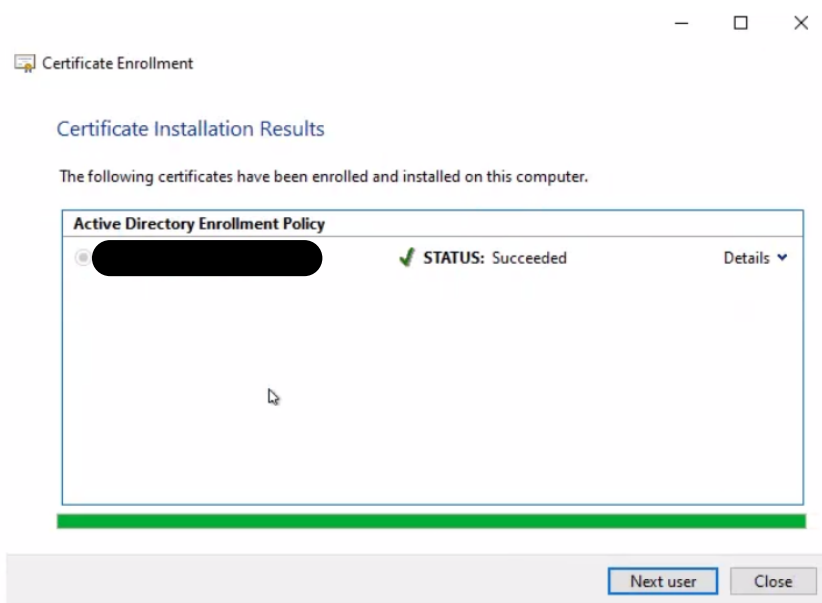 Certificate Enrollment
Certificate Installation Results
The following certificates have been enrolled and installed on this computer.
Active Directory Enrollment Policy
STATUS: Succeeded Details
Next user Close